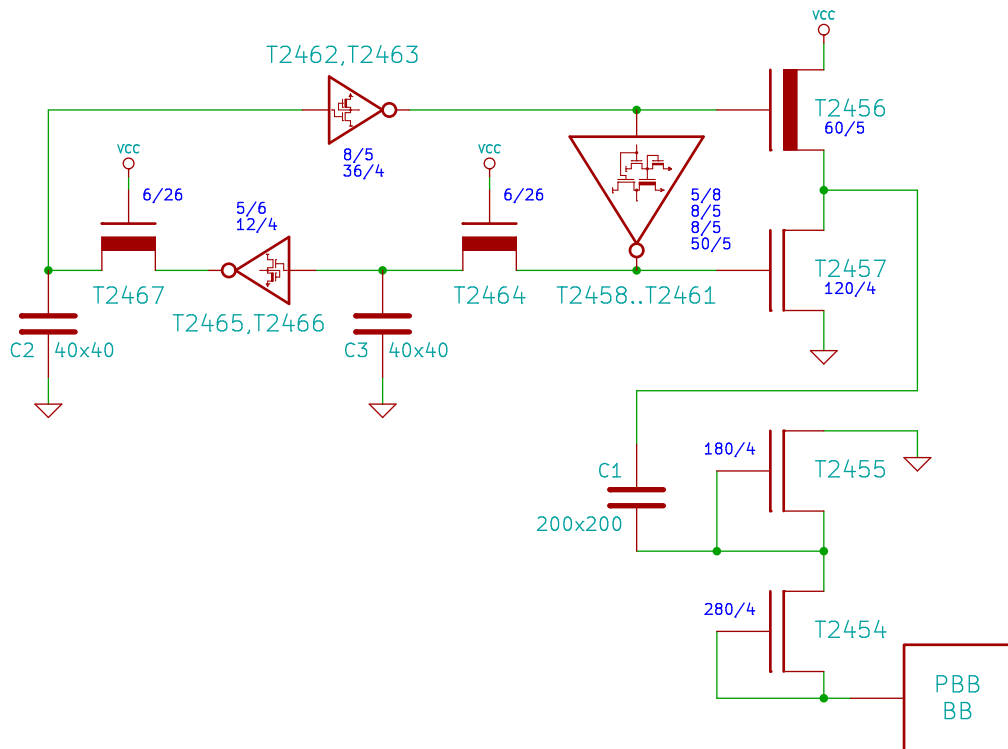 VCC
T2462,T2463
T2456
60/5
8/5
36/4
VCC
6/26
VCC
6/26
5/6
12/4
5/8
8/5
8/5
50/5
T2457
120/4
T2467
T2465,T2466
T2464
T2458..T2461
C2
40x40
C3
40x40
180/4
T2455
C1
200x200
280/4
T2454
PBB
BB